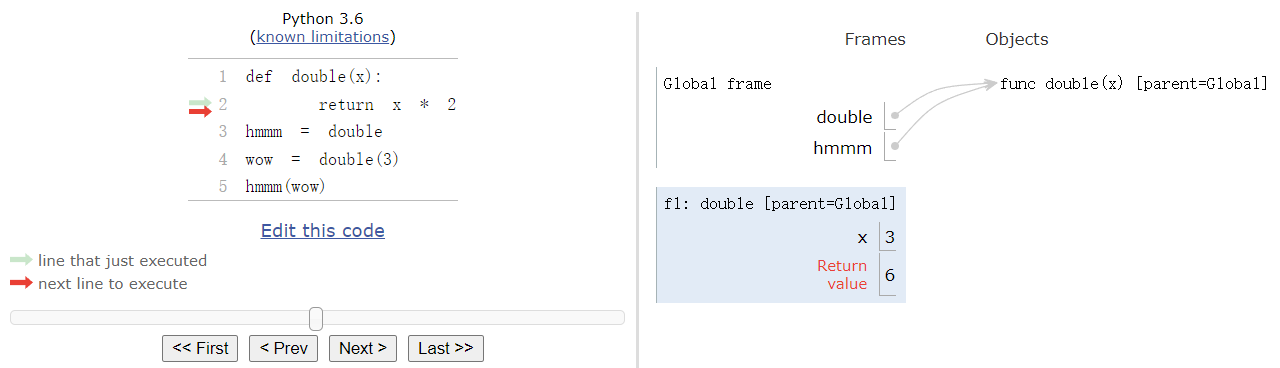 Python 3.6
(known limitations)
1 def double(x):
2 return x * 2
3 hmmm = double
4 wow = double(3)
5 hmmm(wow)
Edit this code
line that just executed
next line to execute
<< First < Prev Next > Last >>
Frames Objects
Global frame func double(x) [parent=Global]
double
hmmm
f1: double [parent=Global]
x 3
Return
value 6